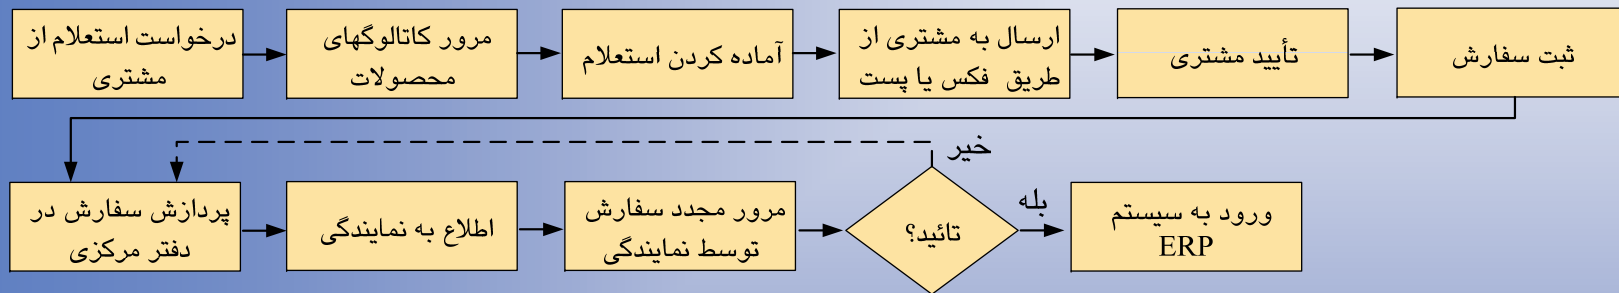 درخواست استعلام از
مشتری
مرور کاتالوگهای
محصولات
آماده کردن استعلام
ارسال به مشتری از
طریق فکس یا پست
تأیید مشتری
ثبت سفارش
خیر
پردازش سفارش در
دفتر مرکزی
اطلاع به نمایندگی
مرور مجدد سفارش
توسط نمایندگی
تائید؟
بله
ورود به سیستم
ERP